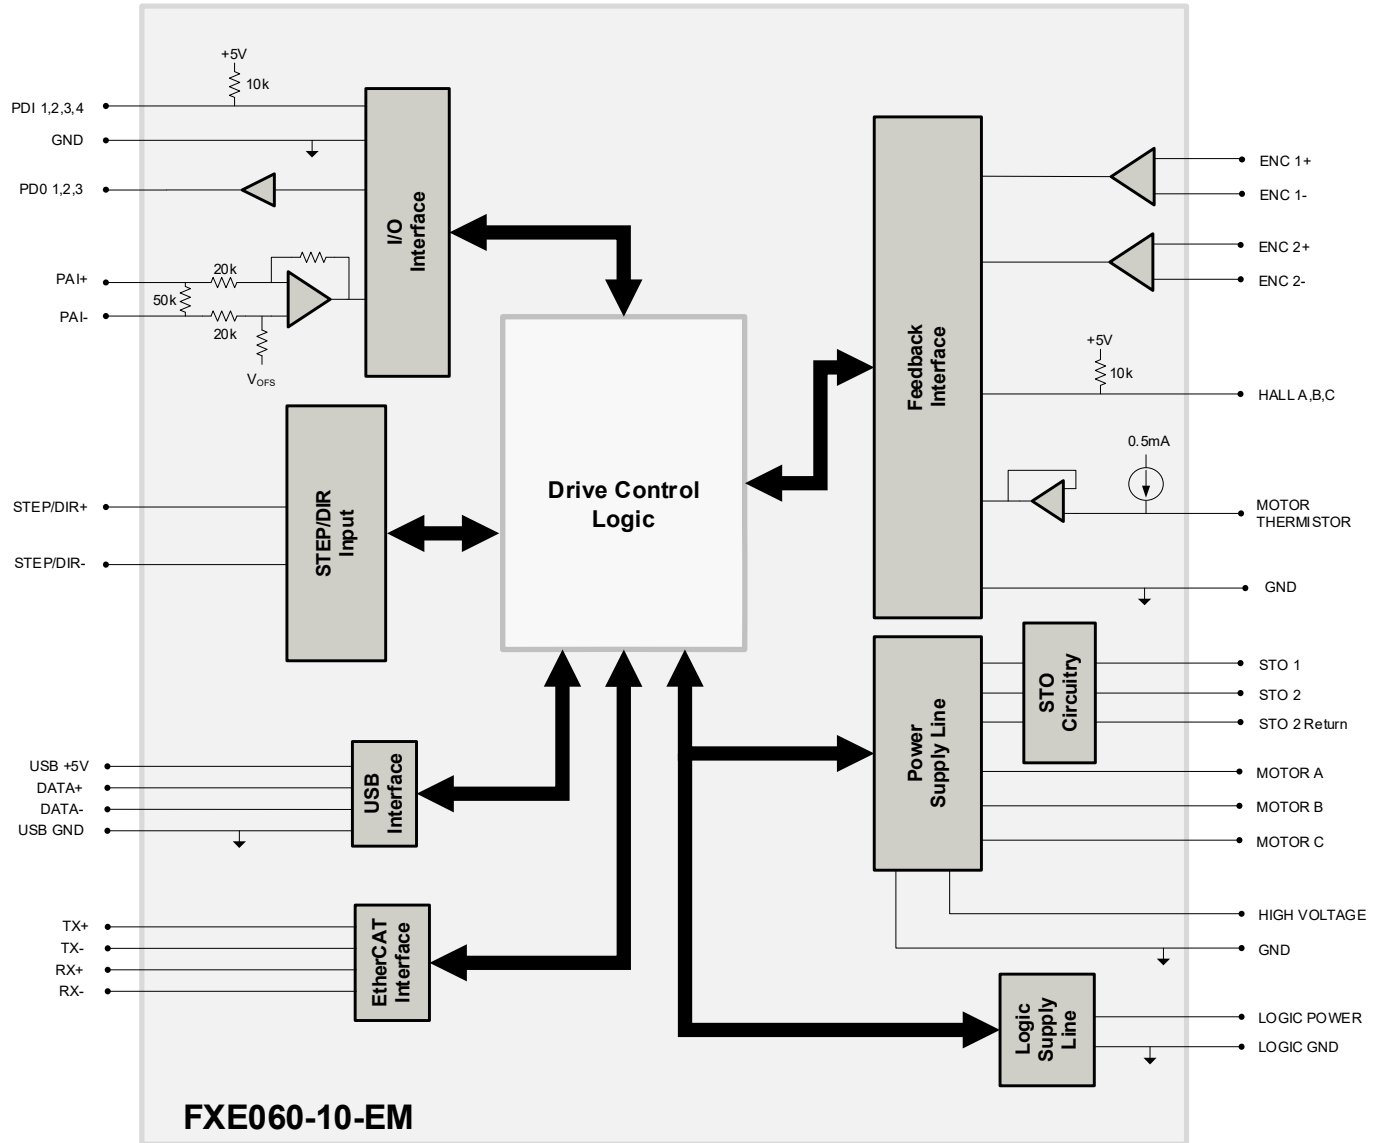 +5V
10k
PDI 1,2,3,4
GND
PD0 1,2,3
PAI+
20k
50k
PAI-
20k
VOFS
I/O
Interface
STEP/DIR+
STEP/DIR-
STEP/DIR
Input
Drive Control
Logic
Feedback
Interface
ENC 1+
ENC 1-
ENC 2+
ENC 2-
+5V
10k
HALL A,B,C
0.5mA
MOTOR
THERMISTOR
GND
STO
Circuitry
STO 1
STO 2
STO 2 Return
Power
Supply Line
MOTOR A
MOTOR B
MOTOR C
HIGH VOLTAGE
GND
USB +5V
DATA+
DATA-
USB GND
USB
Interface
TX+
TX-
RX+
RX-
EtherCAT
Interface
Logic
Supply
Line
LOGIC POWER
LOGIC GND
FXE060-10-EM